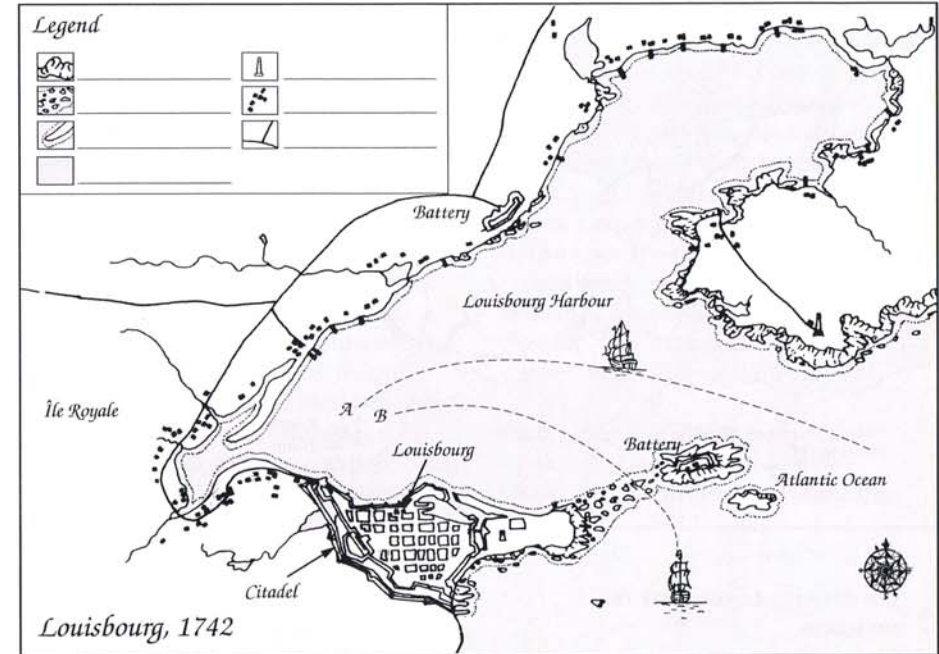 Legend
Battery
Louisbourg Harbour
Île Royale
A
B
Louisbourg
Battery
Atlantic Ocean
Citadel
Louisbourg, 1742